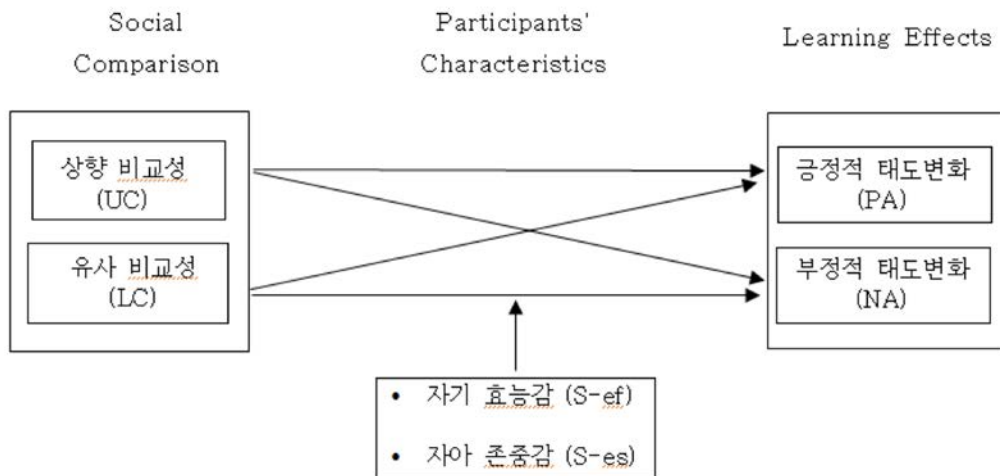 Social
Comparison
Participants'
Characteristics
Learning Effects
상향 비교성
(UC)
유사 비교성
(LC)
긍정적 태도변화
(PA)
부정적 태도변화
(NA)
• 자기 효능감 (S-ef)
• 자아 존중감 (S-es)